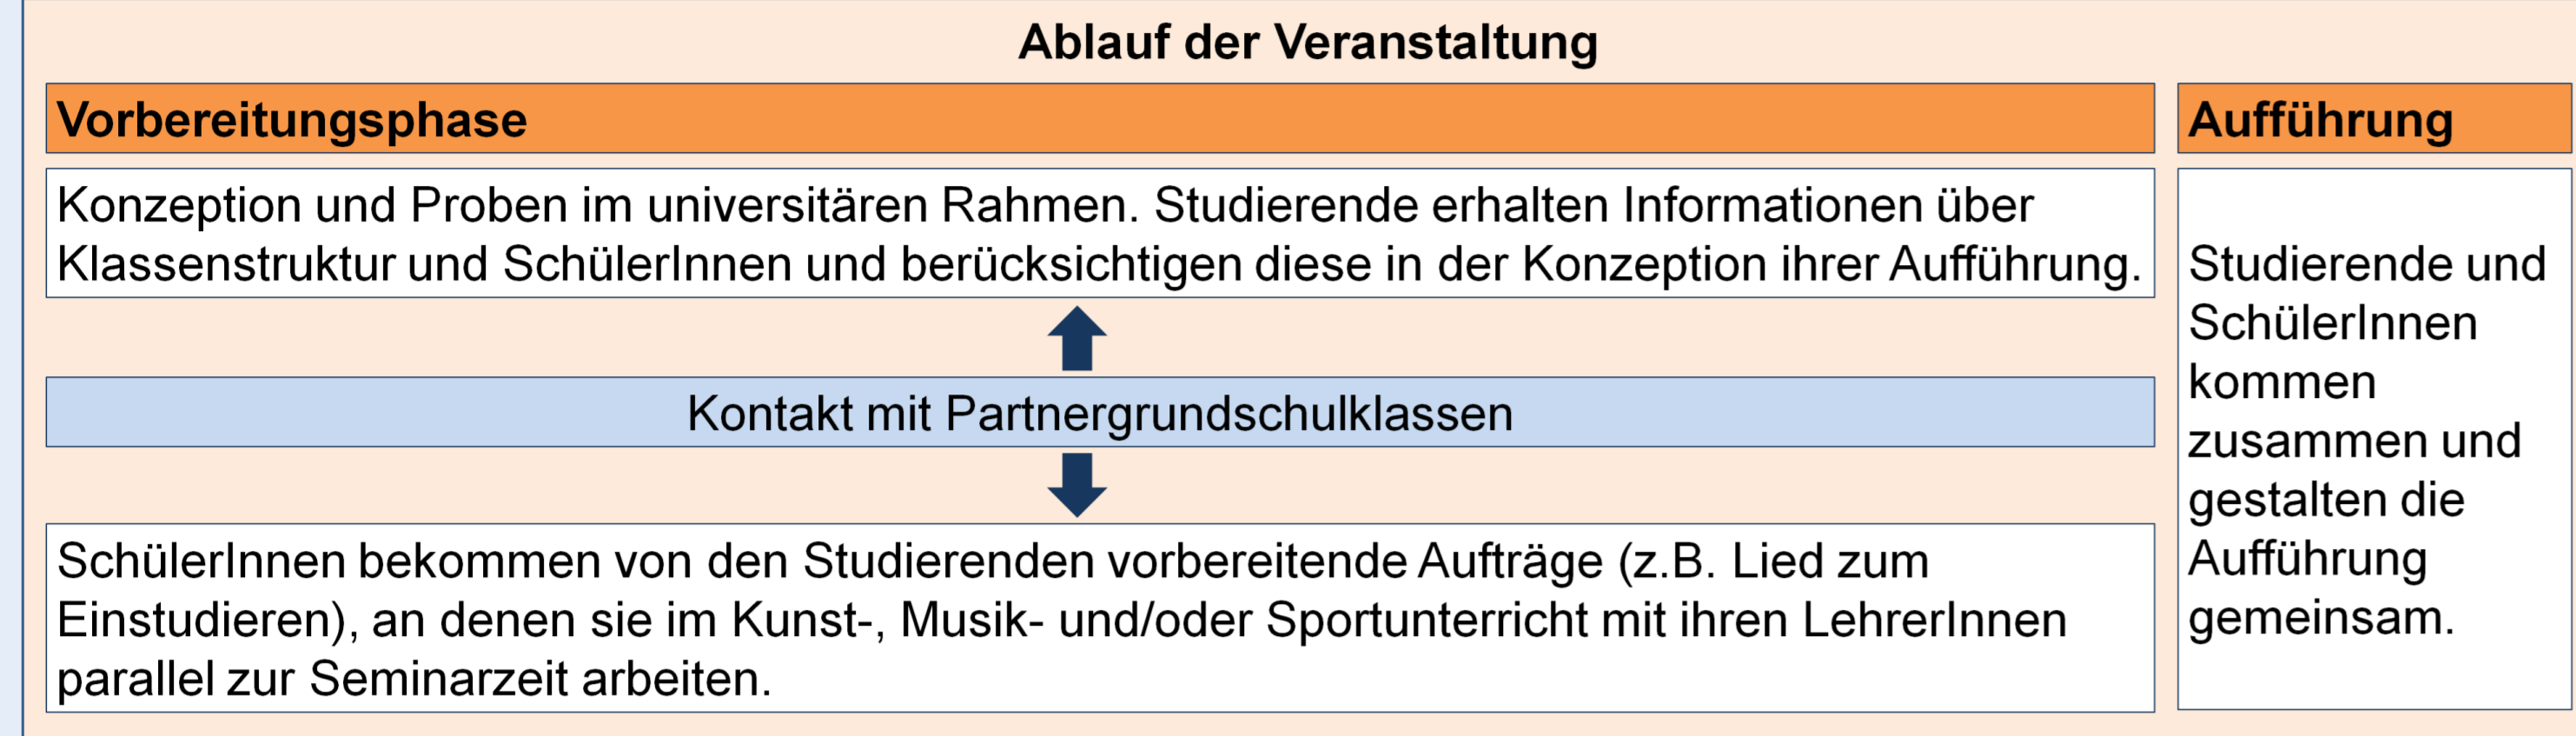 Ablauf der Veranstaltung
Vorbereitungsphase
Konzeption und Proben im universitären Rahmen. Studierende erhalten Informationen über
Klassenstruktur und SchülerInnen und berücksichtigen diese in der Konzeption ihrer Aufführung.
Kontakt mit Partnergrundschulklassen
SchülerInnen bekommen von den Studierenden vorbereitende Aufträge (z.B. Lied zum
Einstudieren), an denen sie im Kunst-, Musik- und/oder Sportunterricht mit ihren LehrerInnen
parallel zur Seminarzeit arbeiten.
Aufführung
Studierende und
SchülerInnen
kommen
zusammen und
gestalten die
Aufführung
gemeinsam.